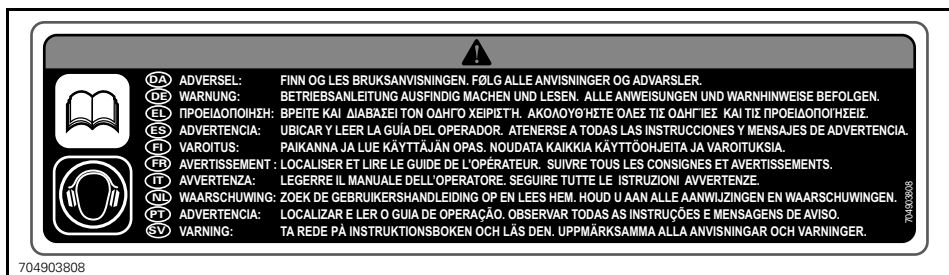 DA ADVERSEL: FINN OG LES BRUKSANVISNINGEN. FØLG ALLE ANVISNINGER OG ADVARSLER.
DE WARNUNG: BETRIEBSANLEITUNG AUSFINDIG MACHEN UND LESEN. ALLE ANWEISUNGEN UND WARNHINWEISE BEFOLGEN.
EL ΠΡΟΕΙΔΟΠΟΙΗΣΗ: ΒΡΕΙΤΕ ΚΑΙ ΔΙΑΒΆΣΕΙ ΤΟΝ ΟΔΗΓΌ ΧΕΙΡΙΣΤΉ. ΑΚΟΛΟΥΘΉΣΤΕ ΌΛΕΣ ΤΙΣ ΟΔΗΓΊΕΣ ΚΑΙ ΤΙΣ ΠΡΟΕΙΔΟΠΟΙΉΣΕΙΣ.
ES ADVERTENCIA: UBICAR Y LEER LA GUÍA DEL OPERADOR. ATENERSE A TODAS LAS INSTRUCCIONES Y MENSAJES DE ADVERTENCIA.
FI VAROITUS: PAIKANNA JA LUE KÄYTTÄJÄN OPAS. NOUDATA KAIKKIA KÄYTTÖOHJEITA JA VAROITUKSIA.
FR AVERTISSEMENT : LOCALISER ET LIRE LE GUIDE DE L'OPÉRATEUR. SUIVRE TOUS LES CONSIGNES ET AVERTISSEMENTS.
IT AVVERTENZA: LEGERRE IL MANUALE DELL'OPERATORE. SEGUIRE TUTTE LE ISTRUZIONI AVVERTENZE.
NL WAARSCHUWING: ZOEK DE GEBRUIKERSHANDLEIDING OP EN LEES HEM. HOUD U AAN ALLE AANWIJZINGEN EN WAARSCHUWINGEN.
PT ADVERTENCIA: LOCALIZAR E LER O GUIA DE OPERAÇÃO. OBSERVAR TODAS AS INSTRUÇÕES E MENSAGENS DE AVISO.
SV VARNING: TA REDE PÅ INSTRUKTIONSBOKEN OCH LÄS DEN. UPPMÄRKSAMMA ALLA ANVISNINGAR OCH VARNINGER.
704903808
704903808